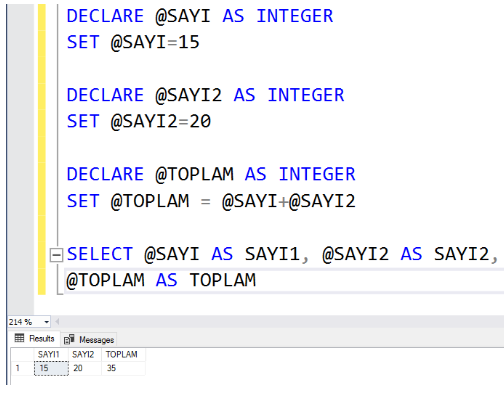 DECLARE @SAYI AS INTEGER
SET @SAYI=15
DECLARE @SAYI2 AS INTEGER
SET @SAYI2=20
DECLARE @TOPLAM AS INTEGER
SET @TOPLAM = @SAYI+@SAYI2
SELECT @SAYI AS SAYI1, @SAYI2 AS SAYI2,
@TOPLAM AS TOPLAM
214 %
Results Messages
SAYI1 SAYI2 TOPLAM
1 15 20 35